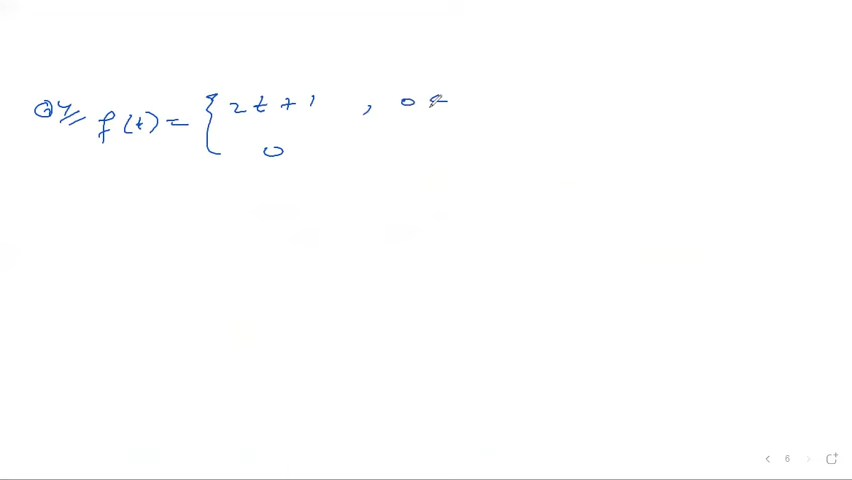 Q4// f(t) = { 2t+1 , 0 <
0
6